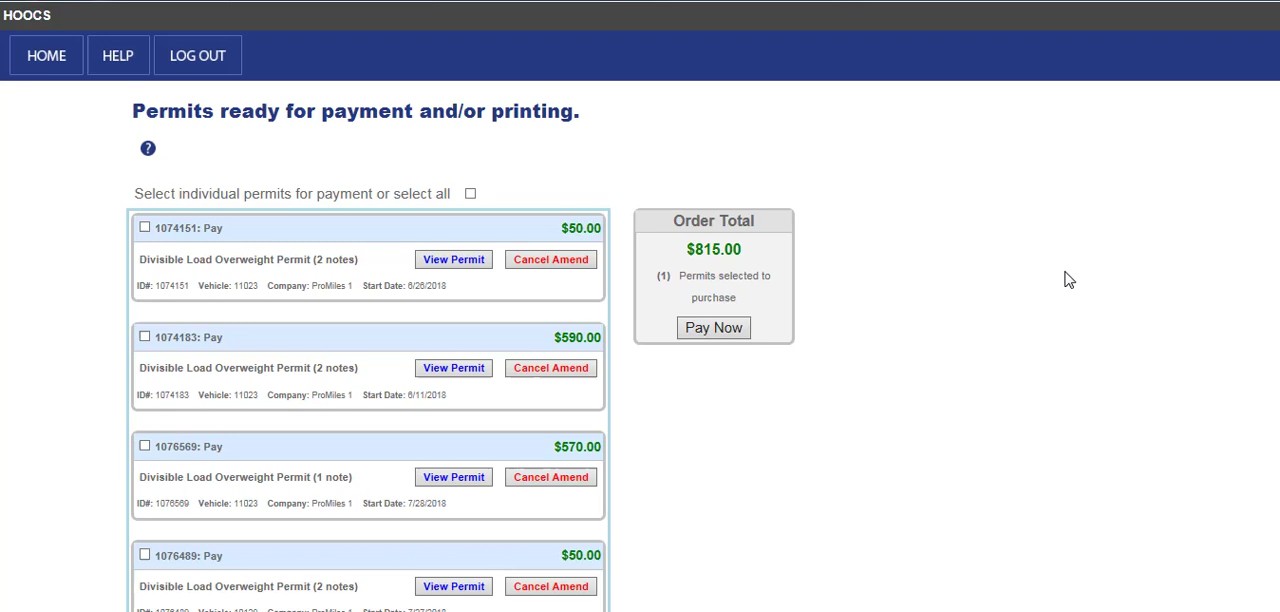 HOOCS
HOME HELP LOG OUT
Permits ready for payment and/or printing.
?
Select individual permits for payment or select all
1074151: Pay $50.00
Divisible Load Overweight Permit (2 notes) View Permit Cancel Amend
ID#: 1074151 Vehicle: 11023 Company: ProMiles 1 Start Date: 6/26/2018
1074183: Pay $590.00
Divisible Load Overweight Permit (2 notes) View Permit Cancel Amend
ID#: 1074183 Vehicle: 11023 Company: ProMiles 1 Start Date: 6/11/2018
1076569: Pay $570.00
Divisible Load Overweight Permit (1 note) View Permit Cancel Amend
ID#: 1076569 Vehicle: 11023 Company: ProMiles 1 Start Date: 7/28/2018
1076489: Pay $50.00
Divisible Load Overweight Permit (2 notes) View Permit Cancel Amend
Order Total
$815.00
(1) Permits selected to
purchase
Pay Now